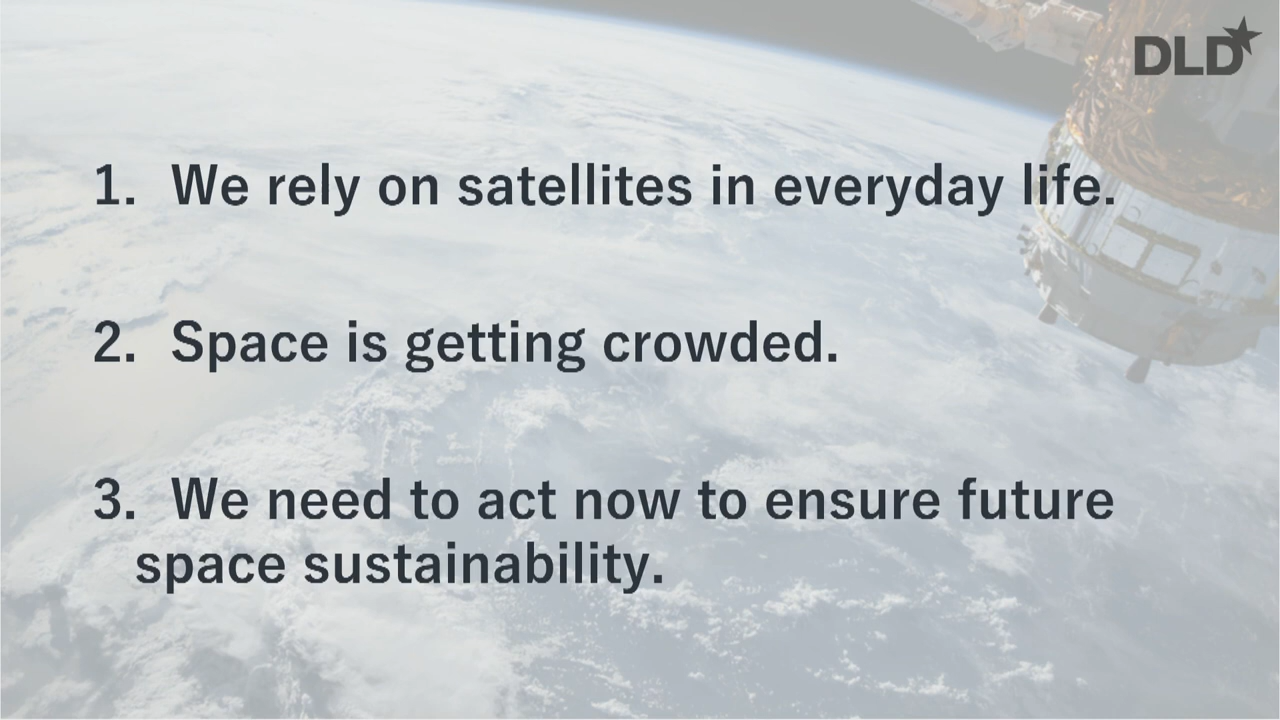 DLD
1. We rely on satellites in everyday life.
2. Space is getting crowded.
3. We need to act now to ensure future
space sustainability.